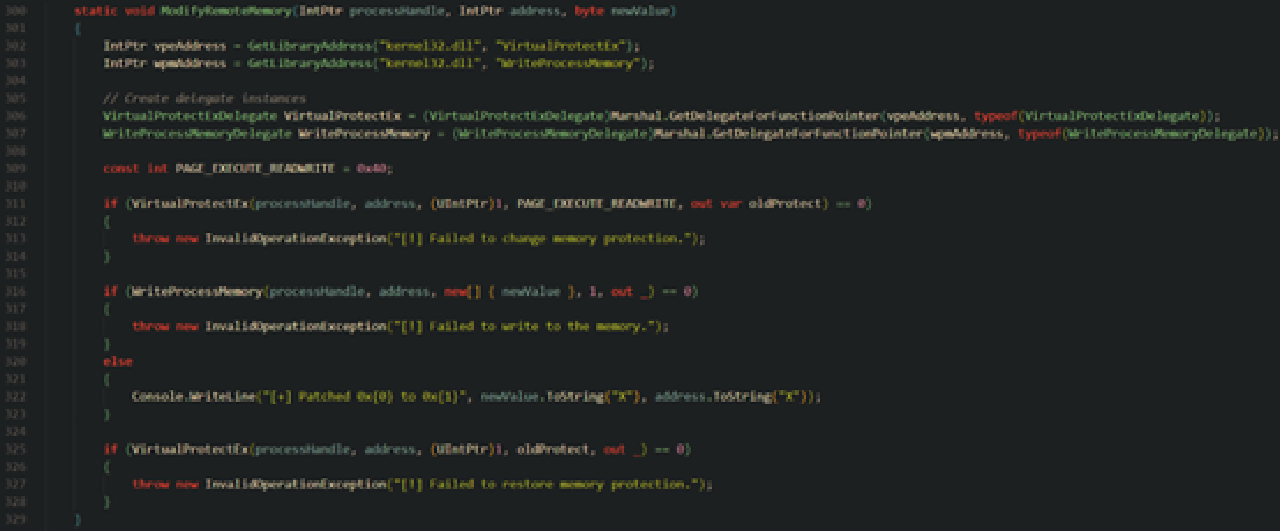 300 static void ModifyRemoteMemory(IntPtr processHandle, IntPtr address, byte newValue)
301 {
302 IntPtr vpeAddress = GetLibraryAddress("kernel32.dll", "VirtualProtectEx");
303 IntPtr wpmAddress = GetLibraryAddress("kernel32.dll", "WriteProcessMemory");
304
305 // Create delegate instances
306 VirtualProtectExDelegate VirtualProtectEx = (VirtualProtectExDelegate)Marshal.GetDelegateForFunctionPointer(vpeAddress, typeof(VirtualProtectExDelegate));
307 WriteProcessMemoryDelegate WriteProcessMemory = (WriteProcessMemoryDelegate)Marshal.GetDelegateForFunctionPointer(wpmAddress, typeof(WriteProcessMemoryDelegate));
308
309 const int PAGE_EXECUTE_READWRITE = 0x40;
310
311 if (VirtualProtectEx(processHandle, address, (UIntPtr)1, PAGE_EXECUTE_READWRITE, out var oldProtect) == 0)
312 {
313 throw new InvalidOperationException("[!] Failed to change memory protection.");
314 }
315
316 if (WriteProcessMemory(processHandle, address, new[] { newValue }, 1, out _) == 0)
317 {
318 throw new InvalidOperationException("[!] Failed to write to the memory.");
319 }
320 else
321 {
322 Console.WriteLine("[+] Patched 0x{0} to 0x{1}", newValue.ToString("X"), address.ToString("X"));
323 }
324
325 if (VirtualProtectEx(processHandle, address, (UIntPtr)1, oldProtect, out _) == 0)
326 {
327 throw new InvalidOperationException("[!] Failed to restore memory protection.");
328 }
329 }